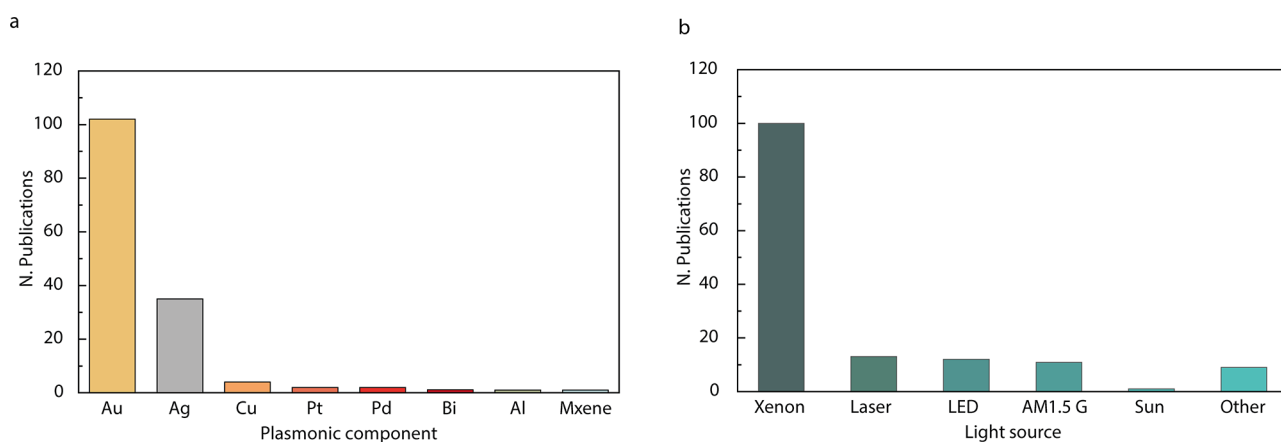 a
120
100
80
60
40
20
0
N. Publications
Au Ag Cu Pt Pd Bi Al Mxene
Plasmonic component
b
120
100
80
60
40
20
0
N. Publications
Xenon Laser LED AM1.5 G Sun Other
Light source